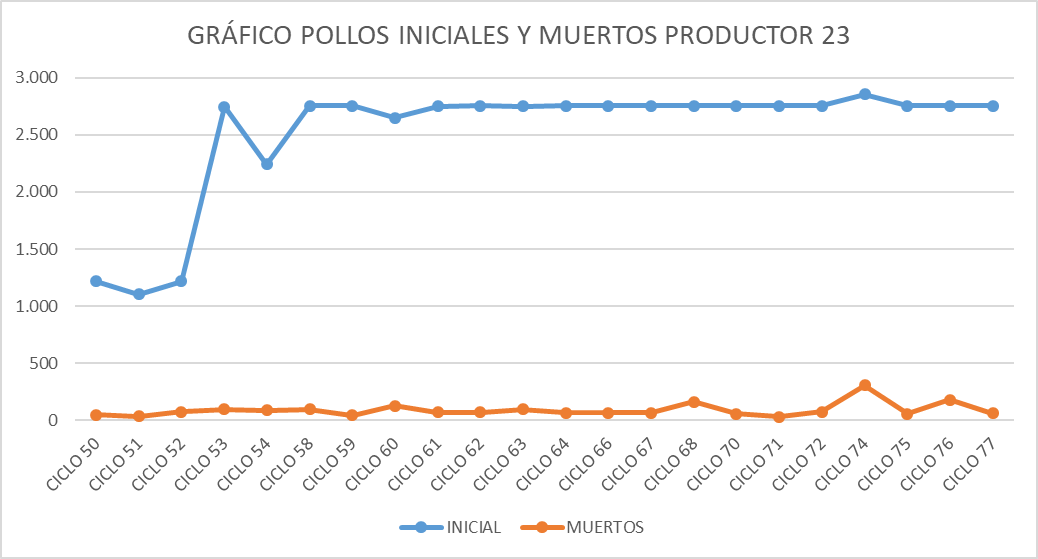 GRÁFICO POLLOS INICIALES Y MUERTOS PRODUCTOR 23
3.000
2.500
2.000
1.500
1.000
500
0
CICLO 50
CICLO 51
CICLO 52
CICLO 53
CICLO 54
CICLO 58
CICLO 59
CICLO 60
CICLO 61
CICLO 62
CICLO 63
CICLO 64
CICLO 66
CICLO 67
CICLO 68
CICLO 70
CICLO 71
CICLO 72
CICLO 74
CICLO 75
CICLO 76
CICLO 77
INICIAL
MUERTOS